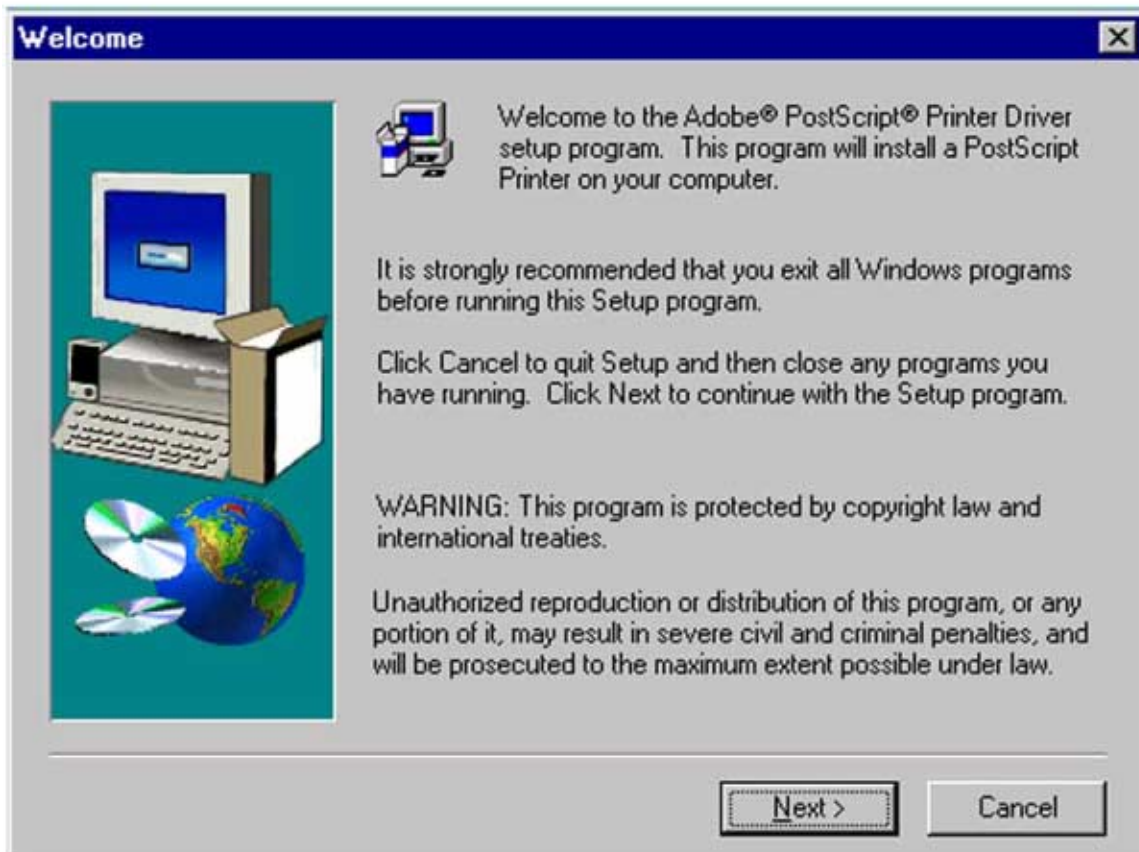 Welcome
Welcome to the Adobe® PostScript® Printer Driver
setup program. This program will install a PostScript
Printer on your computer.
It is strongly recommended that you exit all Windows programs
before running this Setup program.
Click Cancel to quit Setup and then close any programs you
have running. Click Next to continue with the Setup program.
WARNING: This program is protected by copyright law and
international treaties.
Unauthorized reproduction or distribution of this program, or any
portion of it, may result in severe civil and criminal penalties, and
will be prosecuted to the maximum extent possible under law.
Next >
Cancel